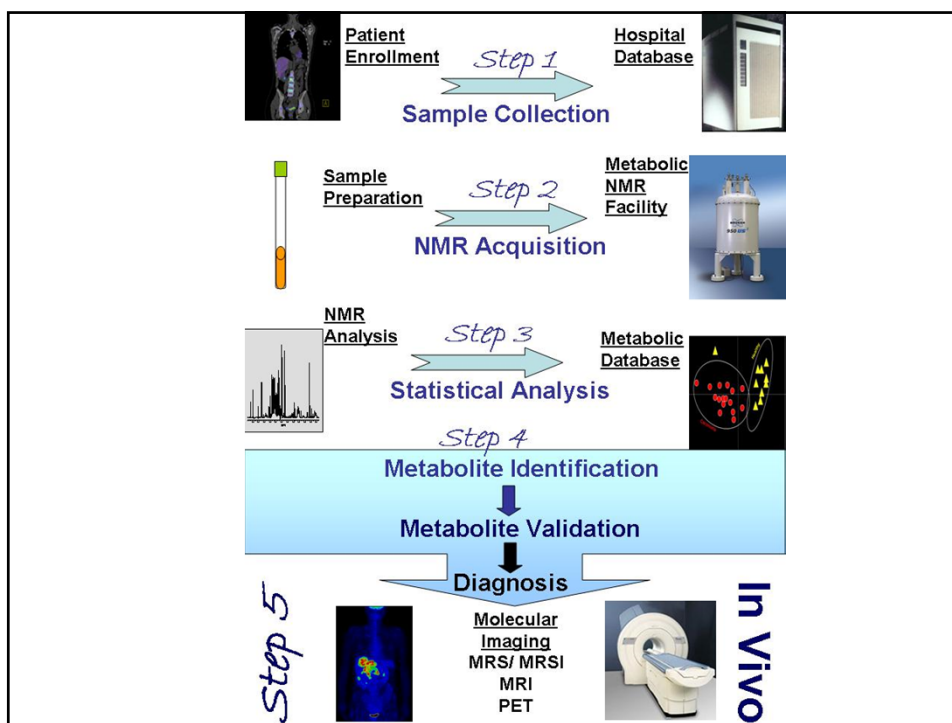 Patient
Enrollment
Step 1
Hospital
Database
Sample Collection
Sample
Preparation
Step 2
Metabolic
NMR
Facility
NMR Acquisition
NMR
Analysis
Step 3
Metabolic
Database
Statistical Analysis
Step 4
Metabolite Identification
Metabolite Validation
Diagnosis
Step 5
Molecular
Imaging
MRS/ MRSI
MRI
PET
In Vivo